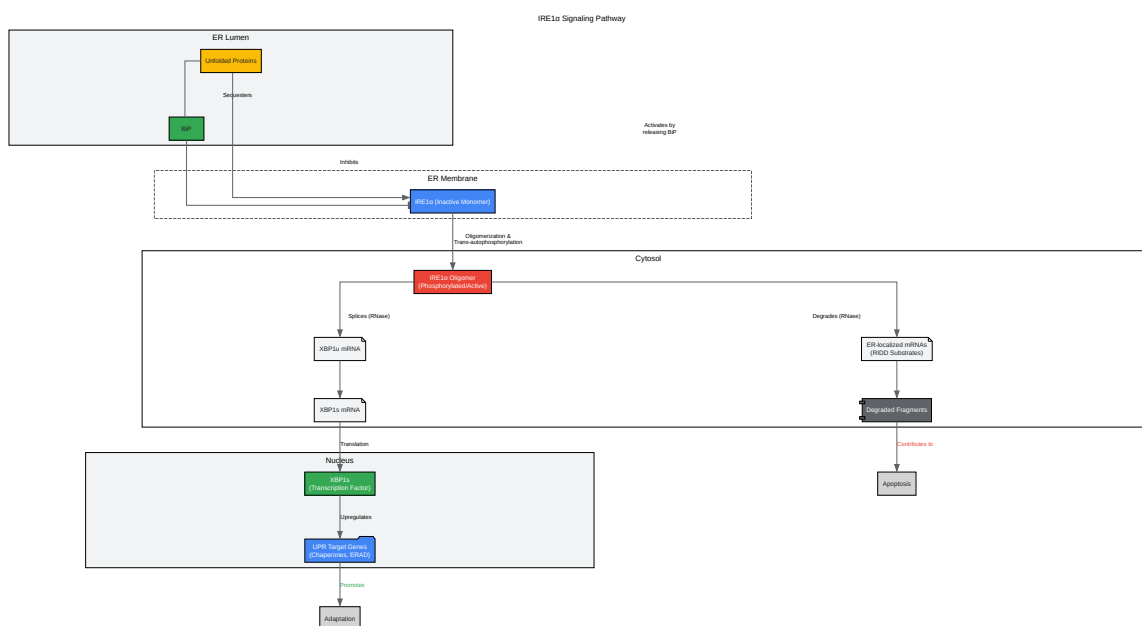 IRE1α Signaling Pathway
ER Lumen
Unfolded Proteins
Sequesters
BiP
Activates by
releasing BiP
Inhibits
ER Membrane
IRE1α (Inactive Monomer)
Oligomerization &
Trans-autophosphorylation
Cytosol
IRE1α Oligomer
(Phosphorylated/Active)
Splices (RNase)
Degrades (RNase)
XBP1u mRNA
ER-localized mRNAs
(RIDD Substrates)
XBP1s mRNA
Degraded Fragments
Translation
Contributes to
Nucleus
XBP1s
(Transcription Factor)
Apoptosis
Upregulates
UPR Target Genes
(Chaperones, ERAD)
Promotes
Adaptation